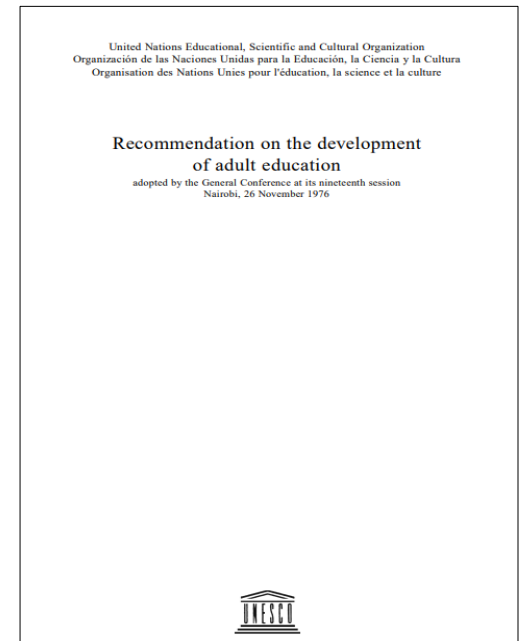 United Nations Educational, Scientific and Cultural Organization
Organización de las Naciones Unidas para la Educación, la Ciencia y la Cultura
Organisation des Nations Unies pour l'éducation, la science et la culture
Recommendation on the development
of adult education
adopted by the General Conference at its nineteenth session
Nairobi, 26 November 1976
UNESCO